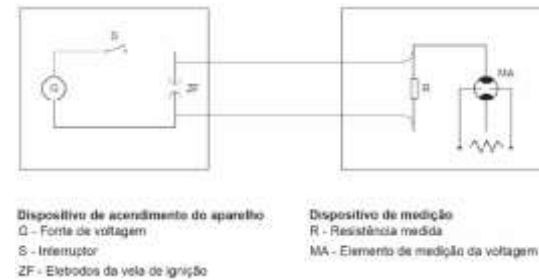 S
G
R
MA
Dispositivo de acendimento do aparelho
G - Fonte de voltagem
S - Interruptor
ZF - Eletrodos da vela de ignição
Dispositivo de medição
R - Resistência medida
MA - Elemento de medição da voltagem